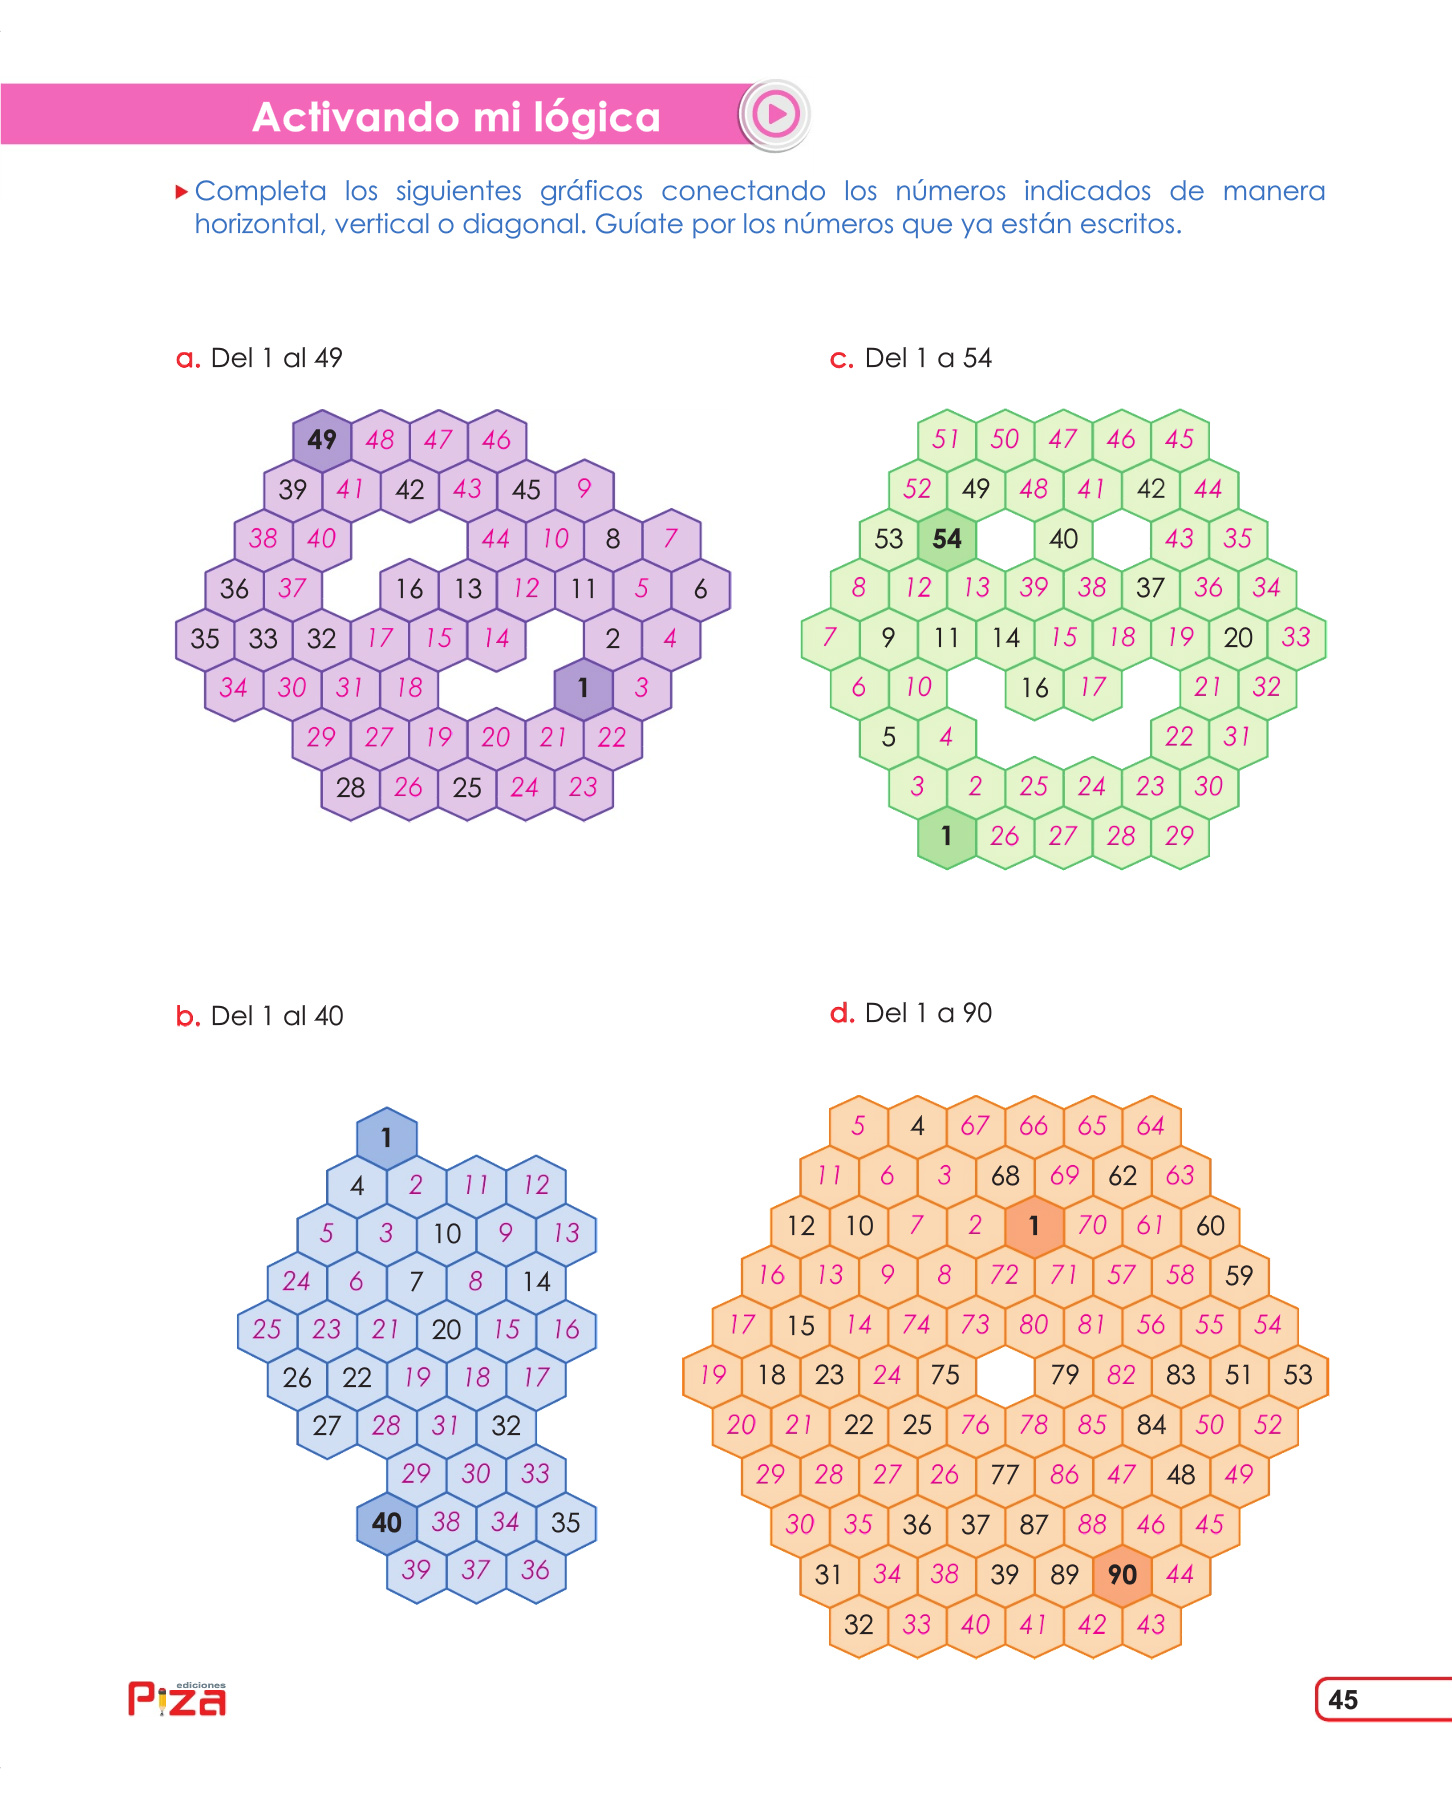 Activando mi lógica
Completa los siguientes gráficos conectando los números indicados de manera
horizontal, vertical o diagonal. Guíate por los números que ya están escritos.
a. Del 1 al 49
49 48 47 46
39 41 42 43 45 9
38 40 44 10 8 7
36 37 16 13 12 11 5 6
35 33 32 17 15 14 2 4
34 30 31 18 1 3
29 27 19 20 21 22
28 26 25 24 23
c. Del 1 a 54
51 50 47 46 45
52 49 48 41 42 44
53 54 40 43 35
8 12 13 39 38 37 36 34
7 9 11 14 15 18 19 20 33
6 10 16 17 21 32
5 4 22 31
3 2 25 24 23 30
1 26 27 28 29
b. Del 1 al 40
1
4 2 11 12
5 3 10 9 13
24 6 7 8 14
25 23 21 20 15 16
26 22 19 18 17
27 28 31 32
29 30 33
40 38 34 35
39 37 36
d. Del 1 a 90
5 4 67 66 65 64
11 6 3 68 69 62 63
12 10 7 2 1 70 61 60
16 13 9 8 72 71 57 58 59
17 15 14 74 73 80 81 56 55 54
19 18 23 24 75 79 82 83 51 53
20 21 22 25 76 78 85 84 50 52
29 28 27 26 77 86 47 48 49
30 35 36 37 87 88 46 45
31 34 38 39 89 90 44
32 33 40 41 42 43
ediciones
Piza
45